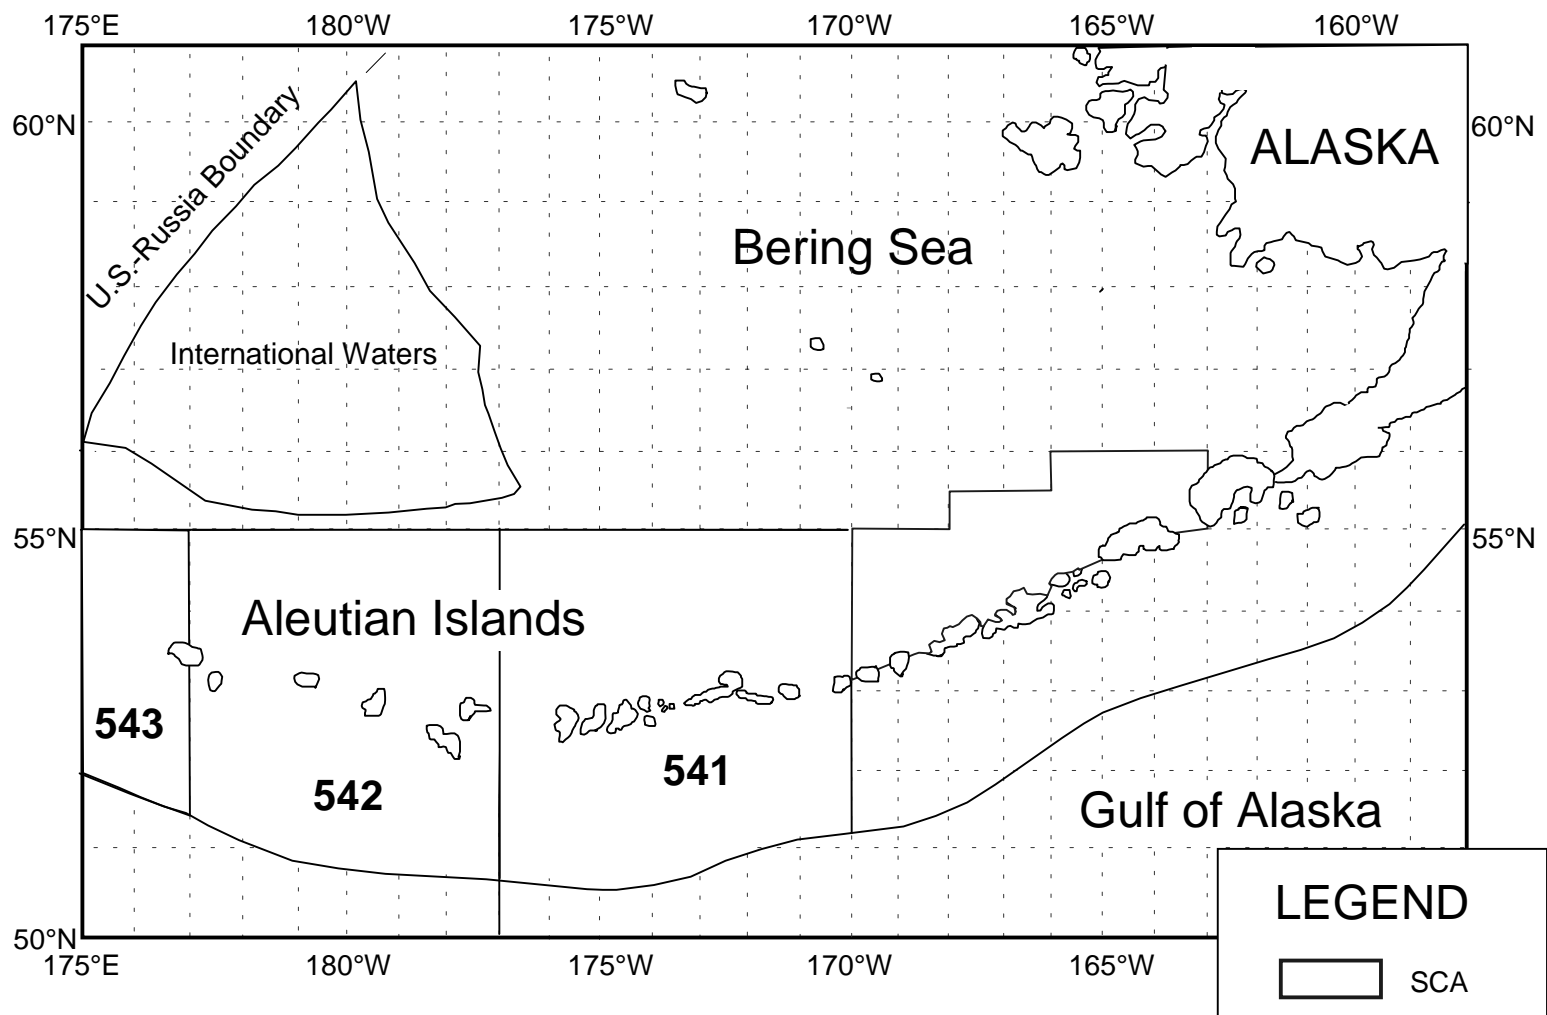 175°E 180°W 175°W 170°W 165°W 160°W
60°N
60°N
ALASKA
U.S.-Russia Boundary
Bering Sea
International Waters
55°N
55°N
Aleutian Islands
543
542
541
Gulf of Alaska
LEGEND
50°N
175°E 180°W 175°W 170°W 165°W
SCA